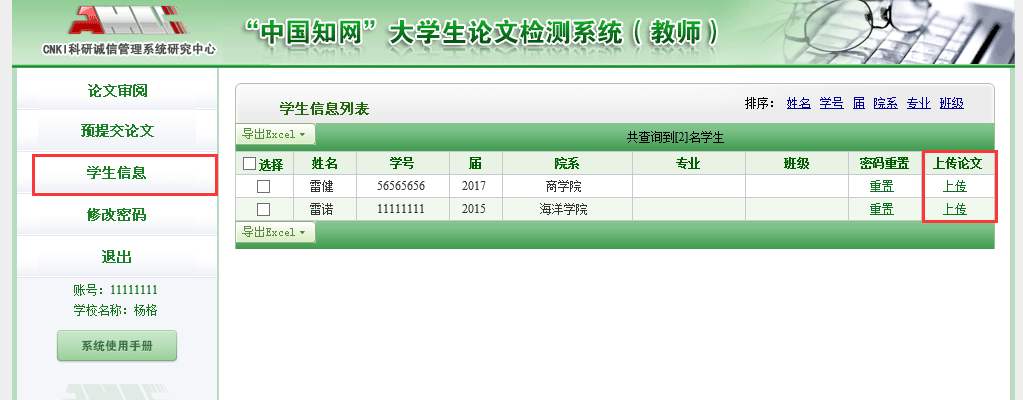 CNKI科研诚信管理系统研究中心
“中国知网”大学生论文检测系统（教师）
论文审阅
预提交论文
学生信息
修改密码
退出
账号：11111111
学校名称：杨格
系统使用手册
学生信息列表
排序： 姓名 学号 届 院系 专业 班级
导出Excel
共查询到[2]名学生
选择 姓名 学号 届 院系 专业 班级 密码重置 上传论文
雷健 56565656 2017 商学院 重置 上传
雷诺 11111111 2015 海洋学院 重置 上传
导出Excel